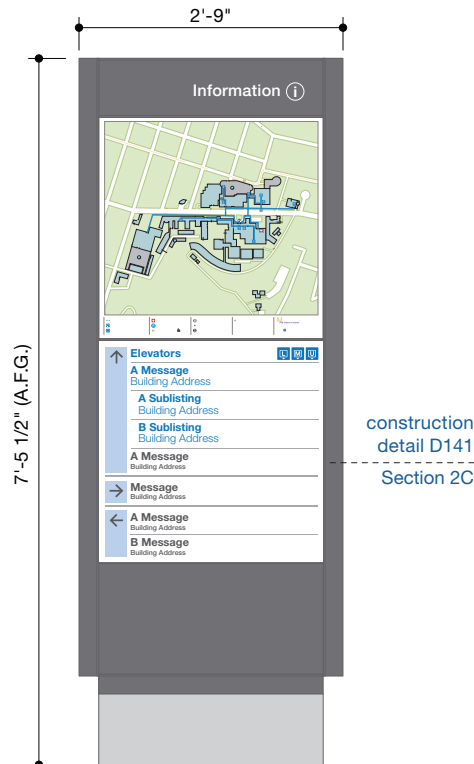 2'-9"
Information i
7'-5 1/2" (A.F.G.)
Elevators L M U
A Message
Building Address
A Sublisting
Building Address
B Sublisting
Building Address
A Message
Building Address
Message
Building Address
A Message
Building Address
B Message
Building Address
construction
detail D141
Section 2C